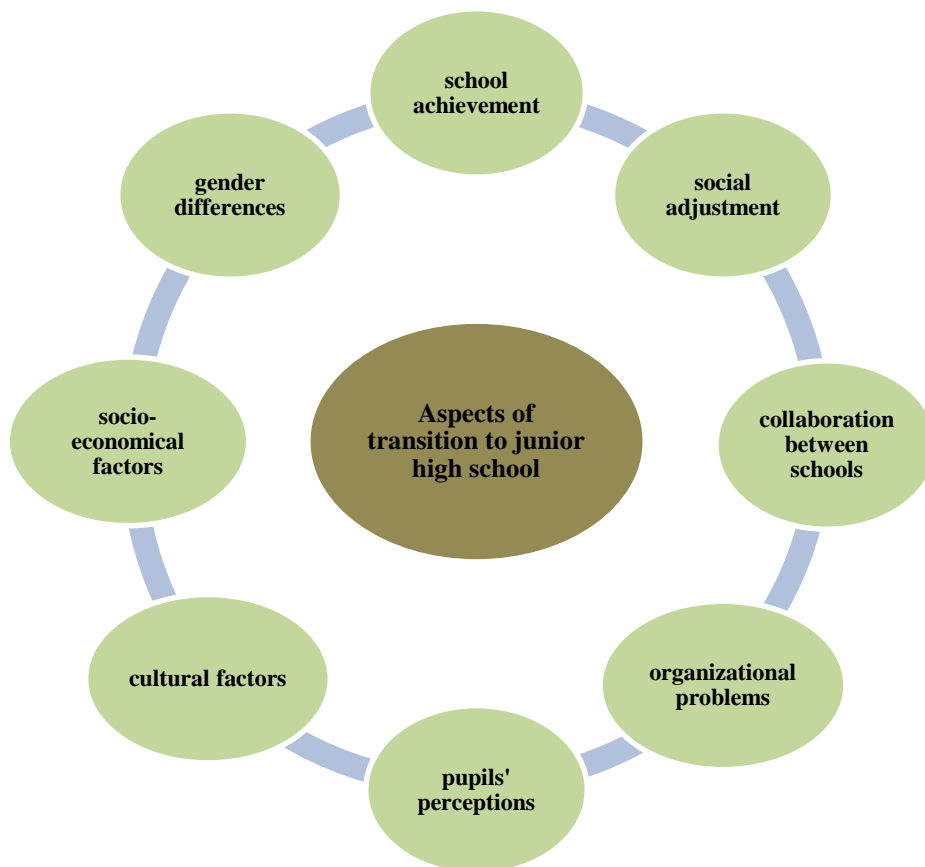 school
achievement
social
adjustment
collaboration
between
schools
organizational
problems
pupils'
perceptions
cultural factors
socio-
economical
factors
gender
differences
Aspects of
transition to junior
high school